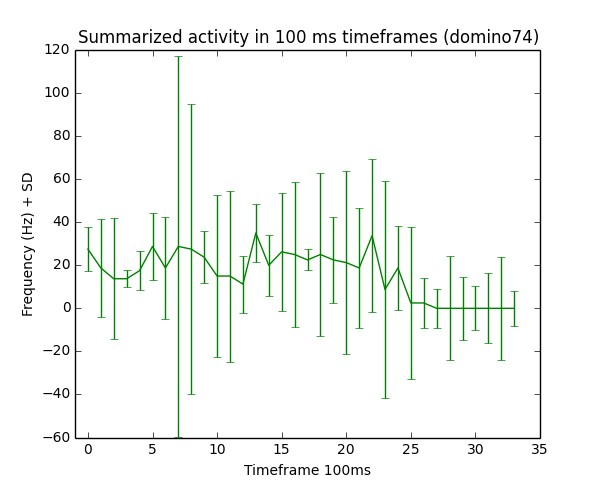 Summarized activity in 100 ms timeframes (domino74)
120
100
80
60
40
20
0
−20
−40
−60
Frequency (Hz) + SD
0 5 10 15 20 25 30 35
Timeframe 100ms